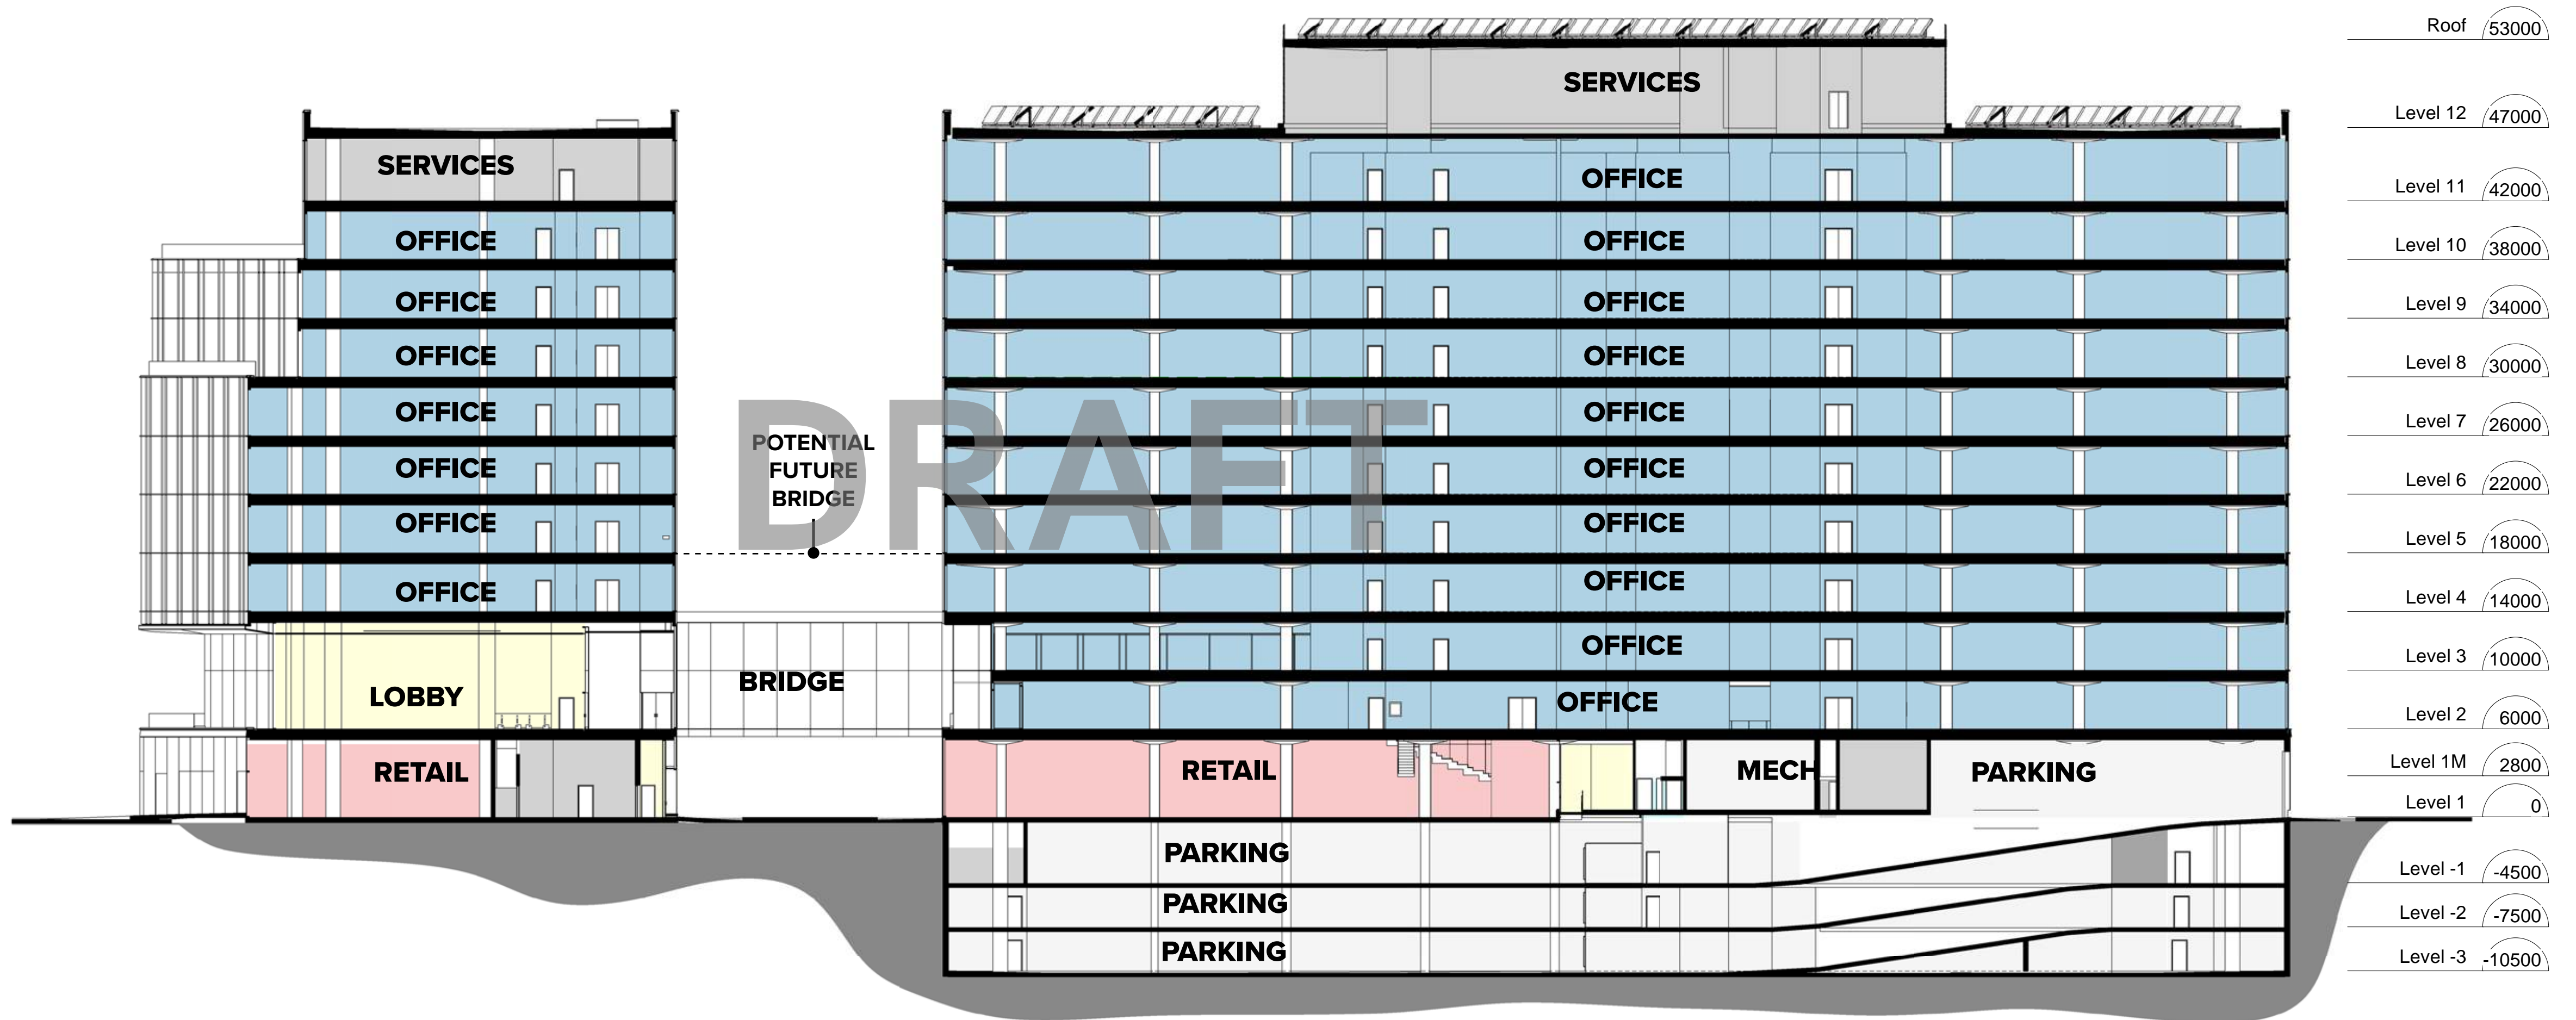 Roof 53000
SERVICES
Level 12 47000
SERVICES
OFFICE
Level 11 42000
OFFICE
OFFICE
Level 10 38000
OFFICE
OFFICE
Level 9 34000
OFFICE
OFFICE
Level 8 30000
OFFICE
OFFICE
Level 7 26000
DRAFT
POTENTIAL
FUTURE
BRIDGE
OFFICE
OFFICE
Level 6 22000
OFFICE
OFFICE
Level 5 18000
OFFICE
OFFICE
Level 4 14000
OFFICE
Level 3 10000
LOBBY
BRIDGE
OFFICE
Level 2 6000
RETAIL
RETAIL
MECH
PARKING
Level 1M 2800
Level 1 0
PARKING
Level -1 -4500
PARKING
Level -2 -7500
PARKING
Level -3 -10500